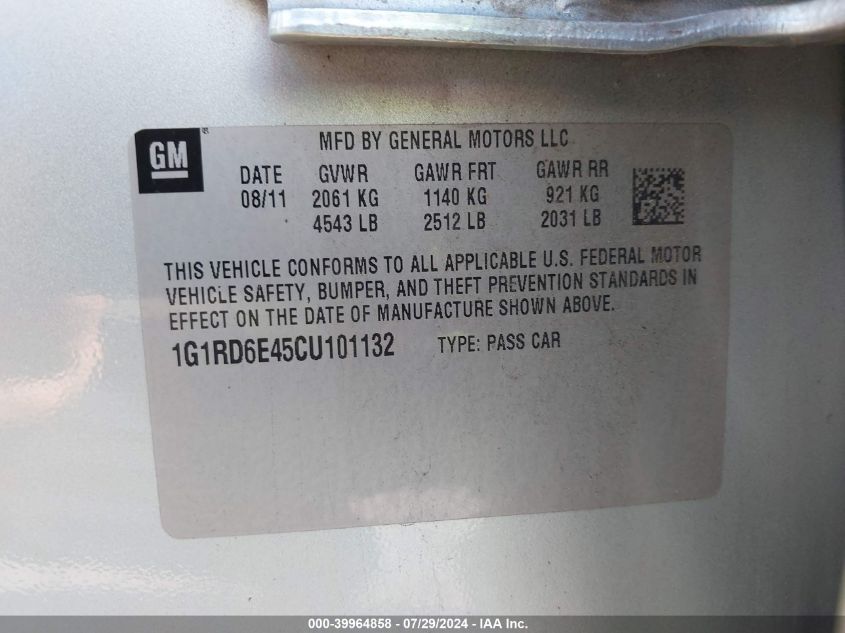 GM
MFD BY GENERAL MOTORS LLC
DATE GVWR GAWR FRT GAWR RR
08/11 2061 KG 1140 KG 921 KG
4543 LB 2512 LB 2031 LB
THIS VEHICLE CONFORMS TO ALL APPLICABLE U.S. FEDERAL MOTOR
VEHICLE SAFETY, BUMPER, AND THEFT PREVENTION STANDARDS IN
EFFECT ON THE DATE OF MANUFACTURE SHOWN ABOVE.
1G1RD6E45CU101132 TYPE: PASS CAR
000-39964858 - 07/29/2024 - IAA Inc.